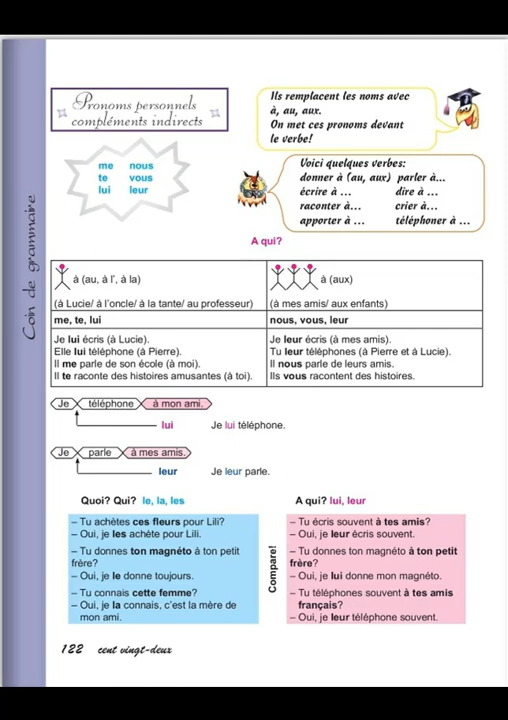 Coin de grammaire
Pronoms personnels
compléments indirects
Ils remplacent les noms avec
à, au, aux.
On met ces pronoms devant
le verbe!
me nous
te vous
lui leur
Voici quelques verbes:
donner à (au, aux) parler à...
écrire à ... dire à ...
raconter à... crier à...
apporter à ... téléphoner à ...
A qui?
à (au, à l', à la)
(à Lucie/ à l'oncle/ à la tante/ au professeur)
à (aux)
(à mes amis/ aux enfants)
me, te, lui
nous, vous, leur
Je lui écris (à Lucie).
Elle lui téléphone (à Pierre).
Il me parle de son école (à moi).
Il te raconte des histoires amusantes (à toi).
Je leur écris (à mes amis).
Tu leur téléphones (à Pierre et à Lucie).
Il nous parle de leurs amis.
Ils vous racontent des histoires.
Je téléphone à mon ami.
lui Je lui téléphone.
Je parle à mes amis.
leur Je leur parle.
Quoi? Qui? le, la, les
– Tu achètes ces fleurs pour Lili?
– Oui, je les achète pour Lili.
– Tu donnes ton magnéto à ton petit
frère?
– Oui, je le donne toujours.
– Tu connais cette femme?
– Oui, je la connais, c'est la mère de
mon ami.
Compare!
A qui? lui, leur
– Tu écris souvent à tes amis?
– Oui, je leur écris souvent.
– Tu donnes ton magnéto à ton petit
frère?
– Oui, je lui donne mon magnéto.
– Tu téléphones souvent à tes amis
français?
– Oui, je leur téléphone souvent.
122 cent vingt-deux